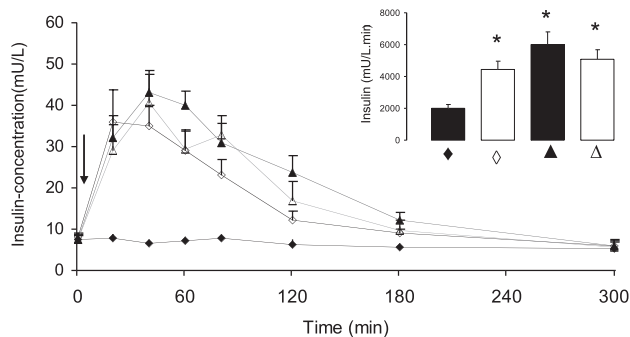 60
50
40
30
20
10
0
Insulin-concentration(mU/L)
0 60 120 180 240 300
Time (min)
8000
6000
4000
2000
0
Insulin (mU/L.min)
* * *